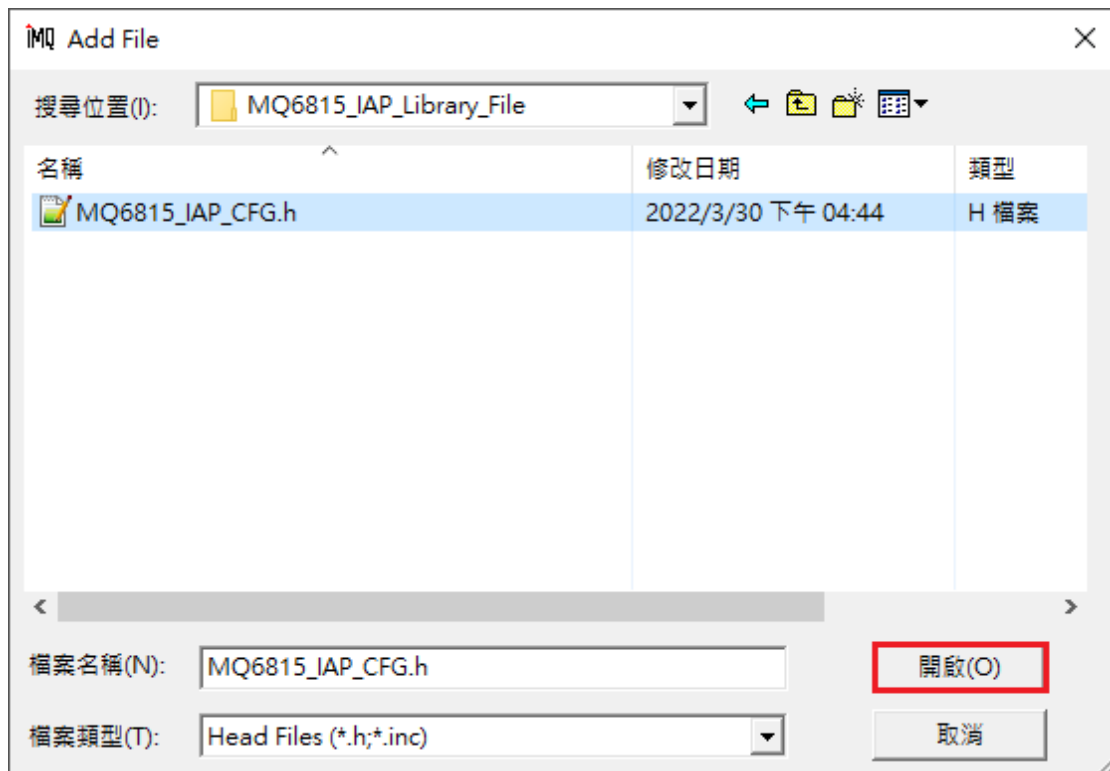 iMQ Add File
搜尋位置(I): MQ6815_IAP_Library_File
名稱 修改日期 類型
MQ6815_IAP_CFG.h 2022/3/30 下午 04:44 H 檔案
檔案名稱(N): MQ6815_IAP_CFG.h 開啟(O)
檔案類型(T): Head Files (*.h;*.inc) 取消